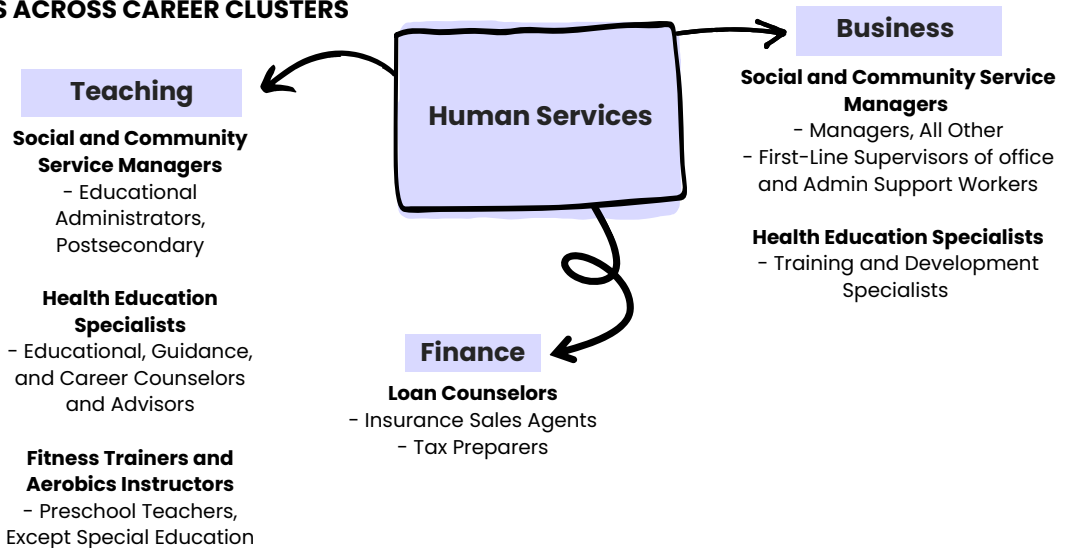 S ACROSS CAREER CLUSTERS
Human Services
Teaching
Social and Community
Service Managers
- Educational
Administrators,
Postsecondary
Health Education
Specialists
- Educational, Guidance,
and Career Counselors
and Advisors
Fitness Trainers and
Aerobics Instructors
- Preschool Teachers,
Except Special Education
Finance
Loan Counselors
- Insurance Sales Agents
- Tax Preparers
Business
Social and Community Service
Managers
- Managers, All Other
- First-Line Supervisors of office
and Admin Support Workers
Health Education Specialists
- Training and Development
Specialists